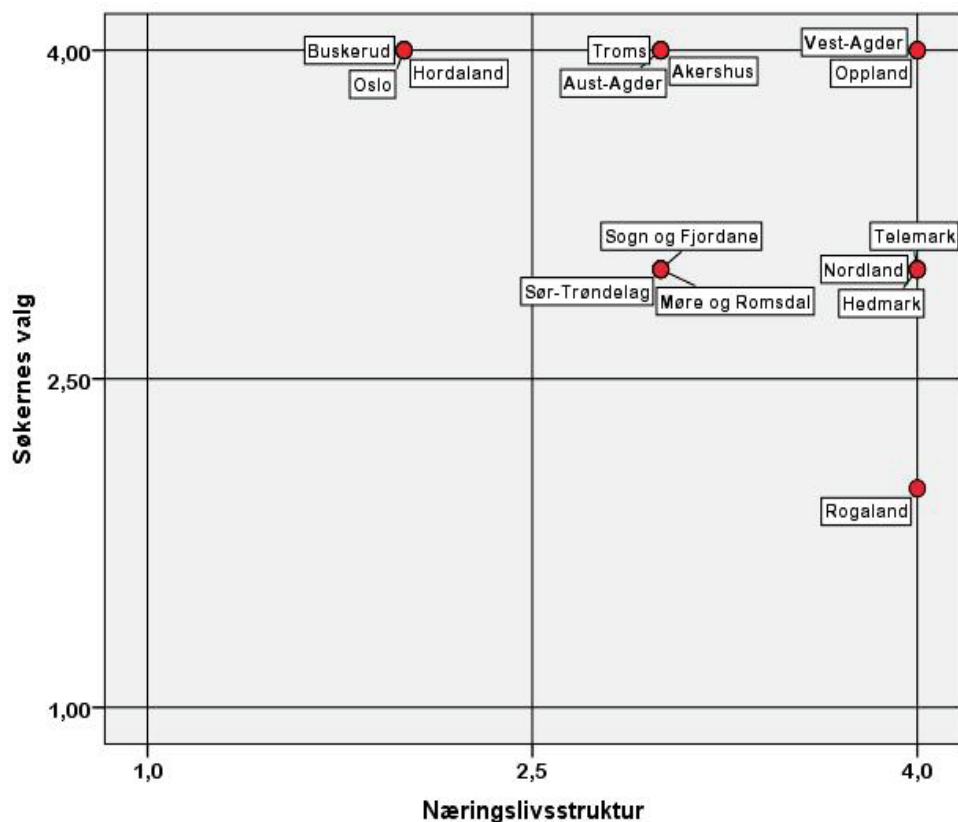 4,00
Buskerud
Oslo
Hordaland
Troms
Aust-Agder
Akershus
Vest-Agder
Oppland
Sogn og Fjordane
Sør-Trøndelag
Møre og Romsdal
Telemark
Nordland
Hedmark
Søkernes valg
2,50
Rogaland
1,00
1,0
2,5
4,0
Næringslivsstruktur